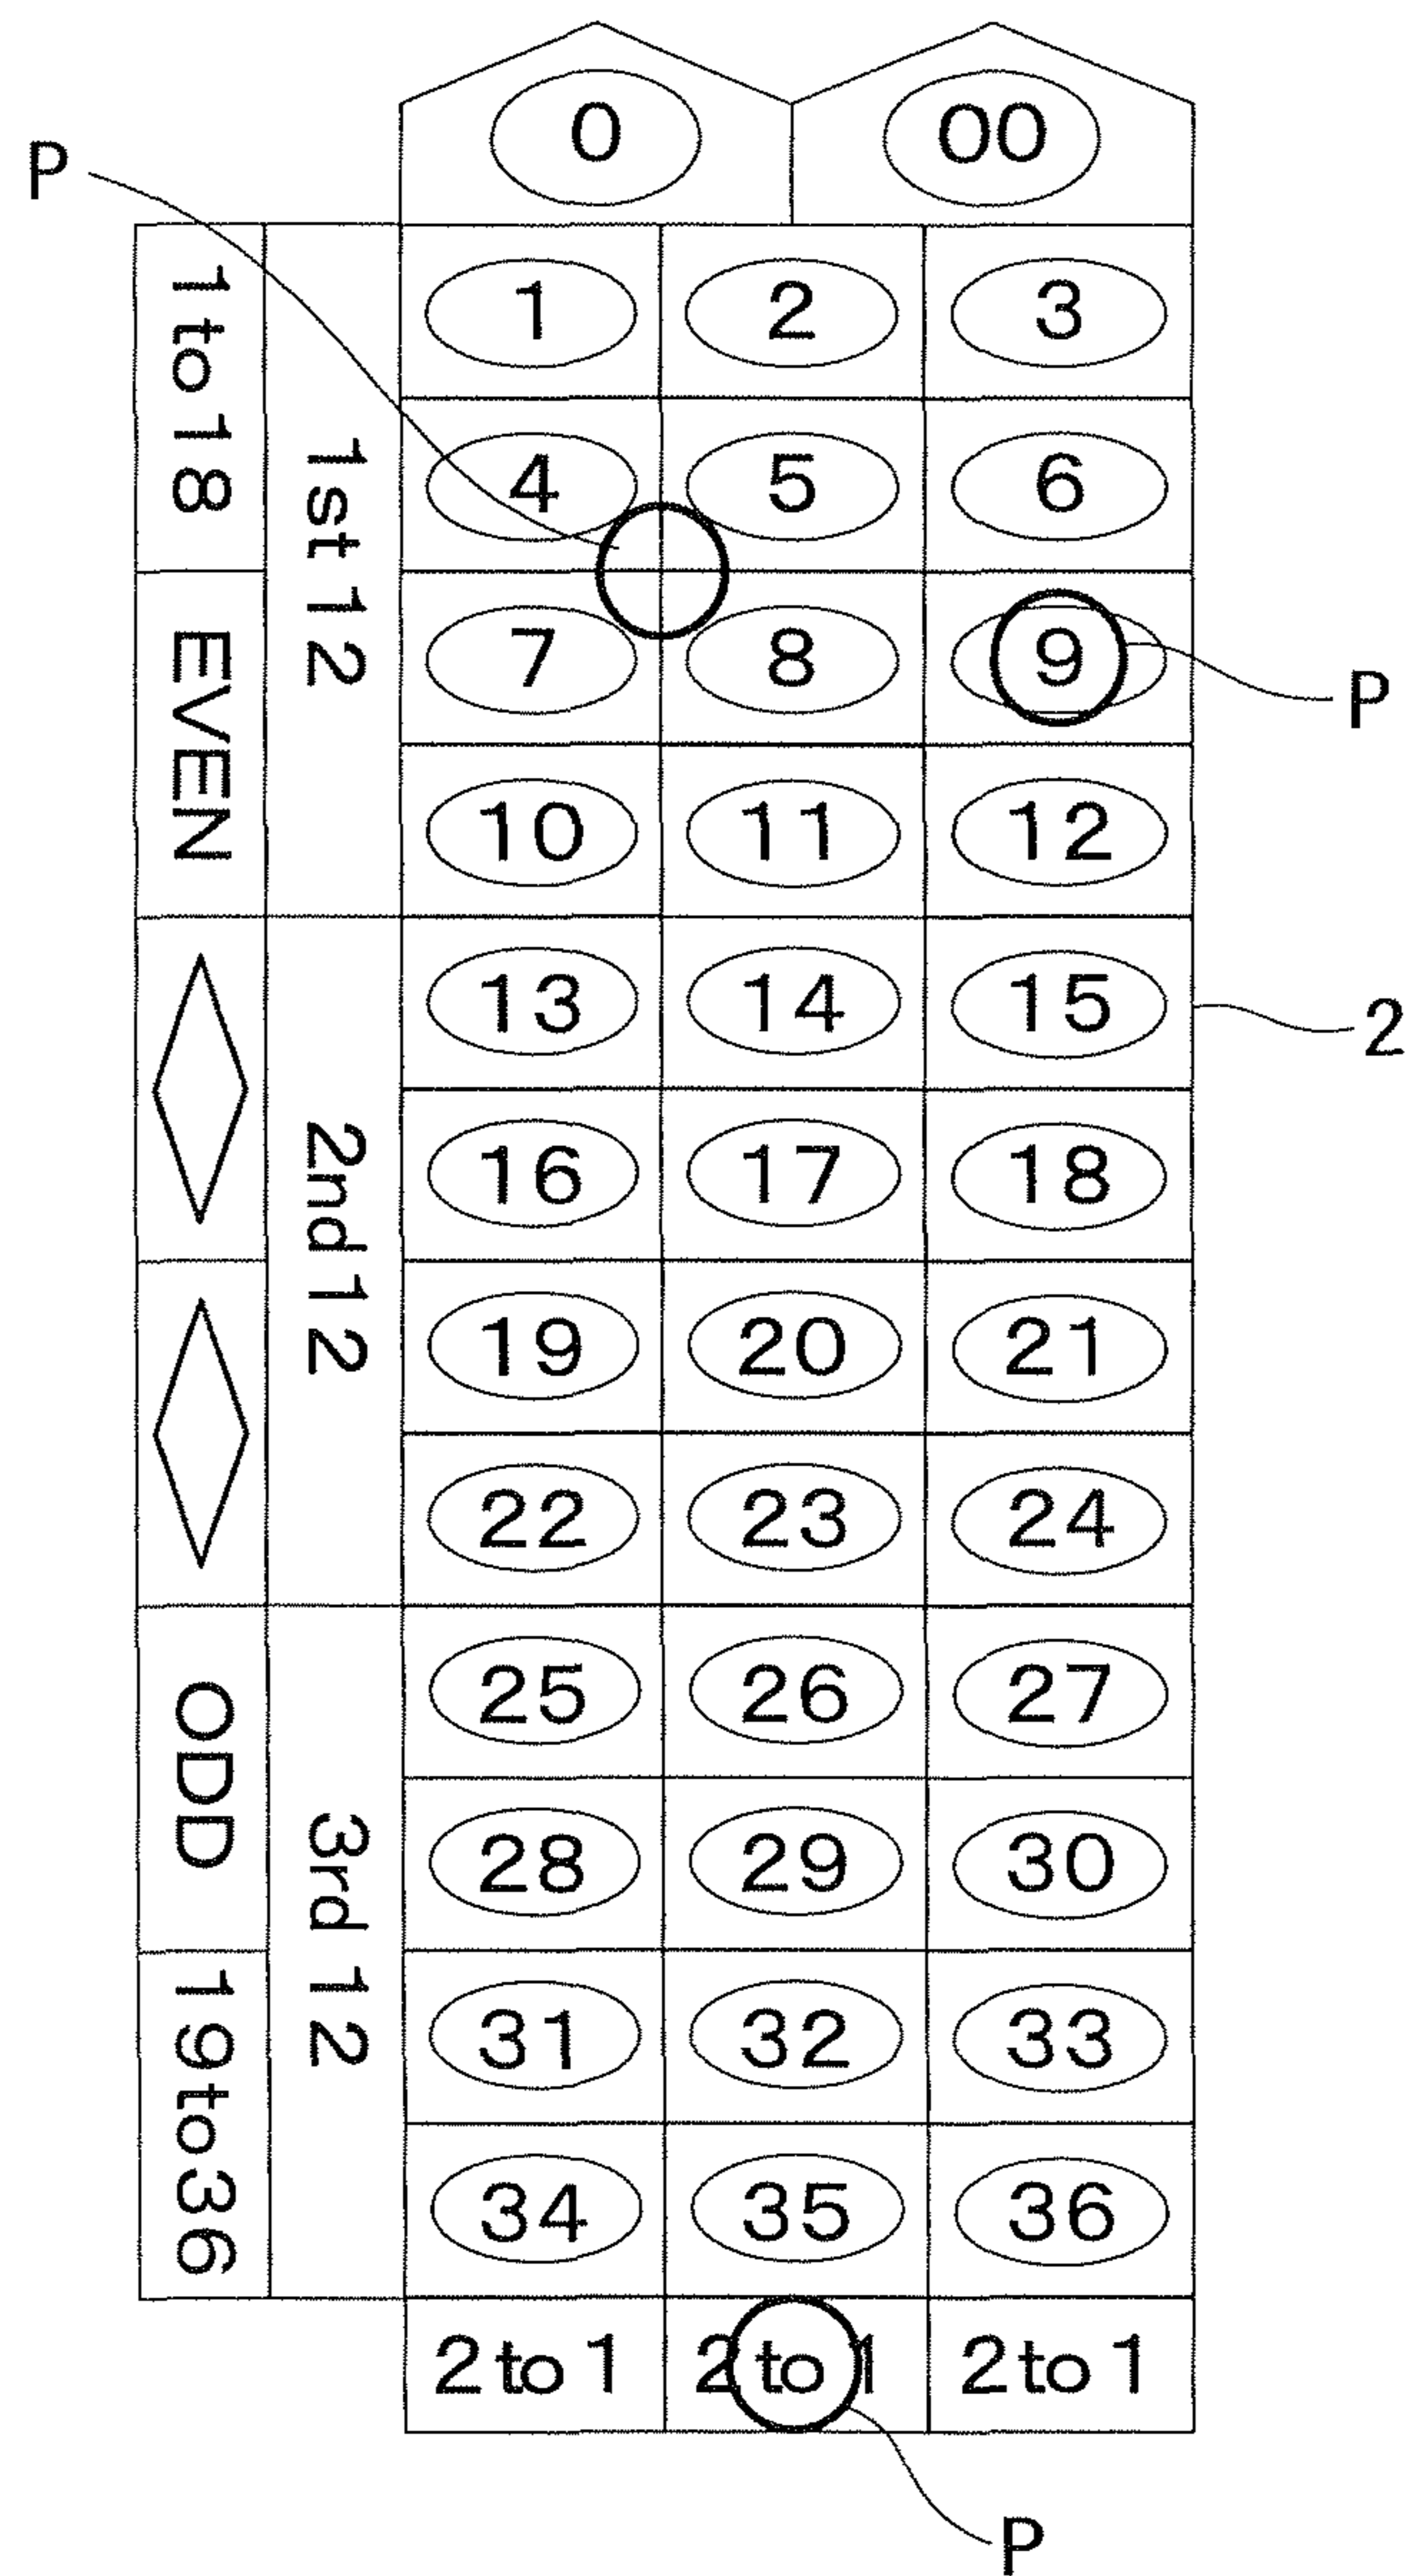 0 00
P
1 2 3
4 5 6
7 8 9
P
10 11 12
13 14 15
2
16 17 18
19 20 21
22 23 24
25 26 27
28 29 30
31 32 33
34 35 36
2 to 1 2 to 1 2 to 1
P
1st 12
2nd 12
3rd 12
1 to 18
EVEN
ODD
19 to 36